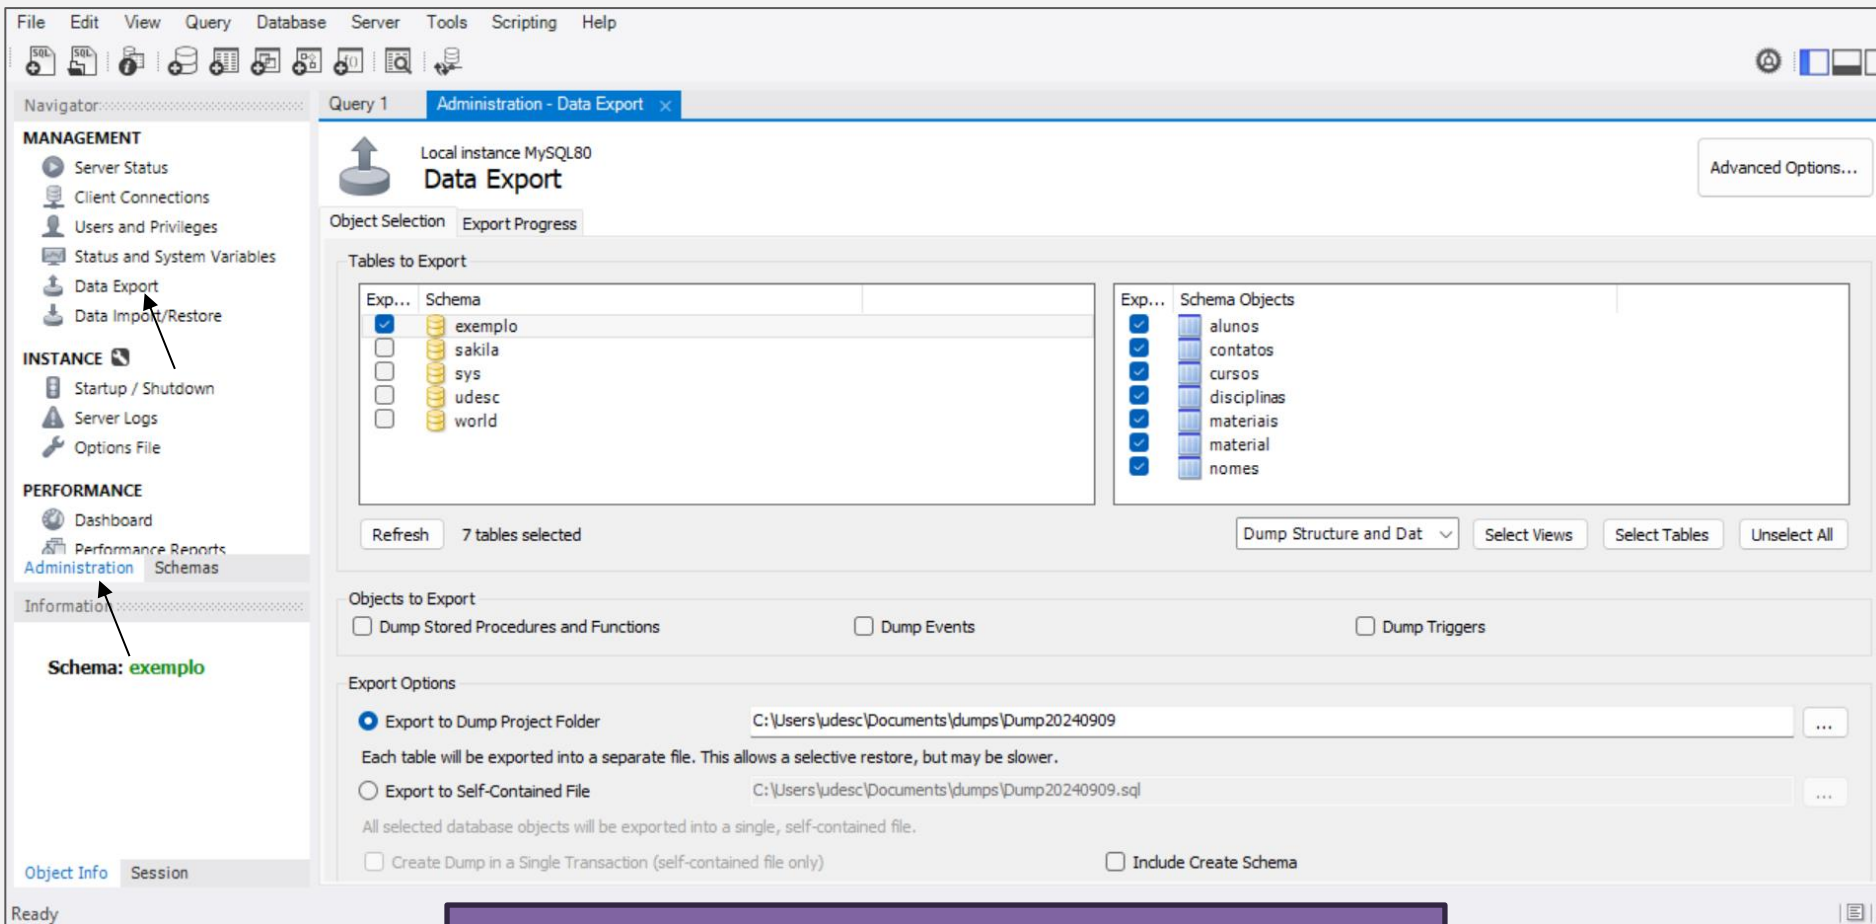 File Edit View Query Database Server Tools Scripting Help
SQL SQL
Navigator
MANAGEMENT
Server Status
Client Connections
Users and Privileges
Status and System Variables
Data Export
Data Import/Restore
INSTANCE
Startup / Shutdown
Server Logs
Options File
PERFORMANCE
Dashboard
Performance Reports
Administration Schemas
Information
Schema: exemplo
Object Info Session
Query 1 Administration - Data Export
Local instance MySQL80
Data Export
Advanced Options...
Object Selection Export Progress
Tables to Export
Exp... Schema
exemplo
sakila
sys
udesc
world
Exp... Schema Objects
alunos
contatos
cursos
disciplinas
materiais
material
nomes
Refresh 7 tables selected Dump Structure and Dat Select Views Select Tables Unselect All
Objects to Export
Dump Stored Procedures and Functions Dump Events Dump Triggers
Export Options
Export to Dump Project Folder C:\Users\udesc\Documents\dumps\Dump20240909 ...
Each table will be exported into a separate file. This allows a selective restore, but may be slower.
Export to Self-Contained File C:\Users\udesc\Documents\dumps\Dump20240909.sql ...
All selected database objects will be exported into a single, self-contained file.
Create Dump in a Single Transaction (self-contained file only) Include Create Schema
Ready